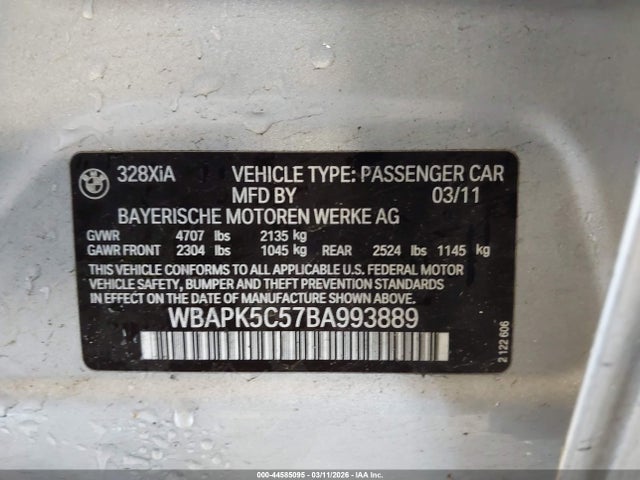 328XiA VEHICLE TYPE: PASSENGER CAR
MFD BY 03/11
BAYERISCHE MOTOREN WERKE AG
GVWR 4707 lbs 2135 kg
GAWR FRONT 2304 lbs 1045 kg REAR 2524 lbs 1145 kg
THIS VEHICLE CONFORMS TO ALL APPLICABLE U.S. FEDERAL MOTOR
VEHICLE SAFETY, BUMPER AND THEFT PREVENTION STANDARDS
IN EFFECT ON THE DATE OF MANUFACTURE SHOWN ABOVE.
WBAPK5C57BA993889
2 122 606
000-44585095 - 03/11/2026 - IAA Inc.